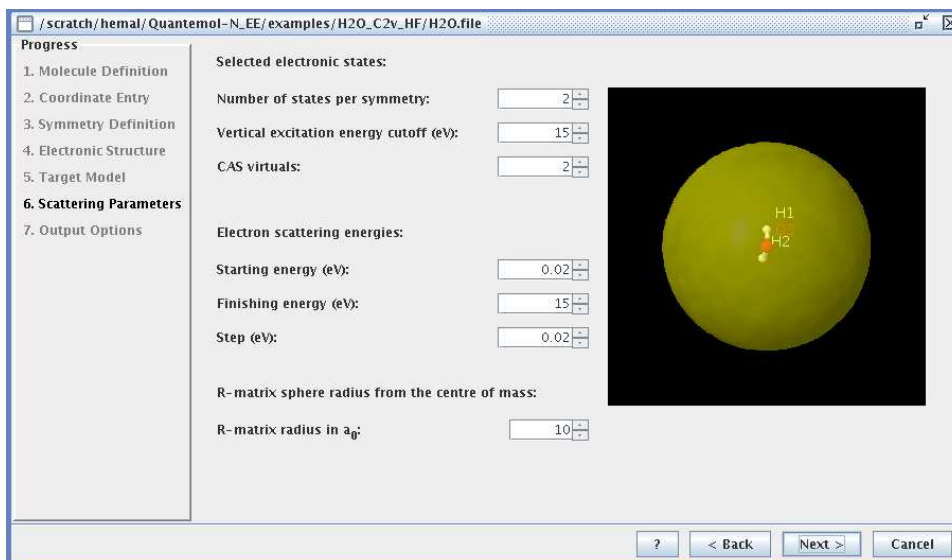 /scratch/hemal/Quantemol-N_EE/examples/H2O_C2v_HF/H2O.file
Progress
1. Molecule Definition
2. Coordinate Entry
3. Symmetry Definition
4. Electronic Structure
5. Target Model
6. Scattering Parameters
7. Output Options
Selected electronic states:
Number of states per symmetry: 2
Vertical excitation energy cutoff (eV): 15
CAS virtuals: 2
Electron scattering energies:
Starting energy (eV): 0.02
Finishing energy (eV): 15
Step (eV): 0.02
R-matrix sphere radius from the centre of mass:
R-matrix radius in a₀: 10
H1
H2
? < Back Next > Cancel